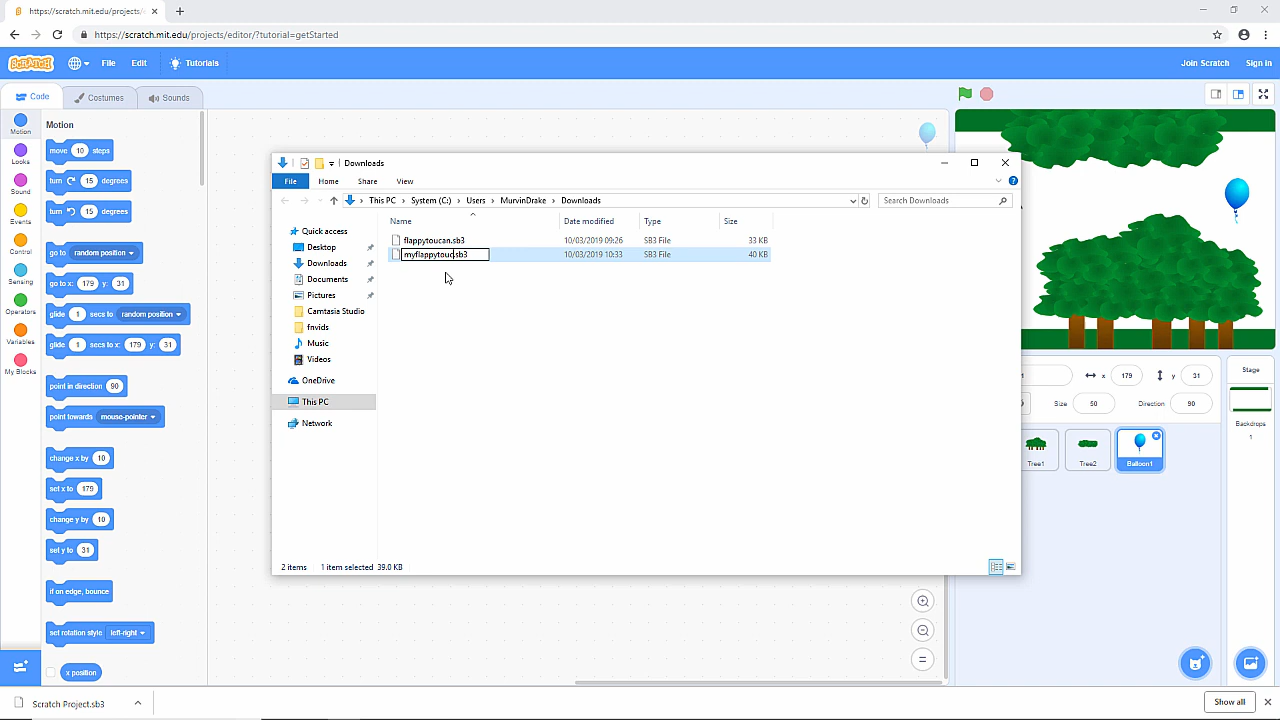 https://scratch.mit.edu/projects/
https://scratch.mit.edu/projects/editor/?tutorial=getStarted
SCRATCH File Edit Tutorials Join Scratch Sign in
Code Costumes Sounds
Motion
Looks
Sound
Events
Control
Sensing
Operators
Variables
My Blocks
Motion
move 10 steps
turn 15 degrees
turn 15 degrees
go to random position
go to x: 179 y: 31
glide 1 secs to random position
glide 1 secs to x: 179 y: 31
point in direction 90
point towards mouse-pointer
change x by 10
set x to 179
change y by 10
set y to 31
if on edge, bounce
set rotation style left-right
x position
Downloads
File Home Share View
This PC System (C:) Users MurvinDrake Downloads
Search Downloads
Name Date modified Type Size
flappytoucan.sb3 10/03/2019 09:26 SB3 File 33 KB
myflappytouc.sb3 10/03/2019 10:33 SB3 File 40 KB
Quick access
Desktop
Downloads
Documents
Pictures
Camtasia Studio
fnvids
Music
Videos
OneDrive
This PC
Network
2 items 1 item selected 39.0 KB
x 179 y 31
Size 50 Direction 90
Tree1 Tree2 Balloon1
Stage
Backdrops
1
Scratch Project.sb3
Show all